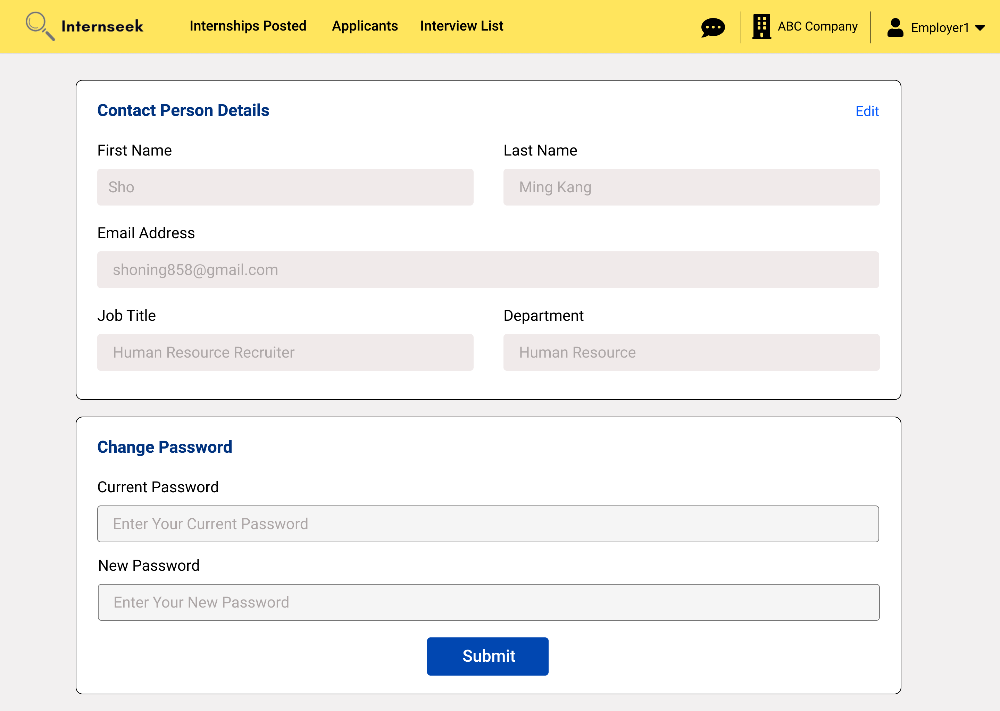 Internseek Internships Posted Applicants Interview List ABC Company Employer1
Contact Person Details Edit
First Name Last Name
Sho Ming Kang
Email Address
shoning858@gmail.com
Job Title Department
Human Resource Recruiter Human Resource
Change Password
Current Password
Enter Your Current Password
New Password
Enter Your New Password
Submit